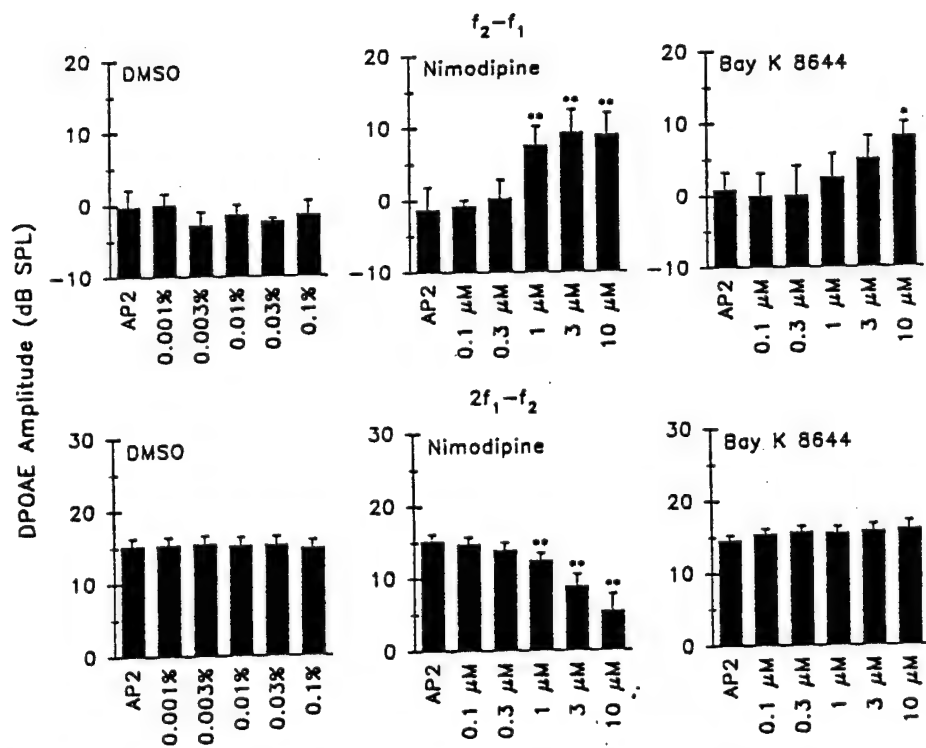 f₂−f₁
DPOAE Amplitude (dB SPL)
20
10
0
−10
DMSO
AP2
0.001%
0.003%
0.01%
0.03%
0.1%
20
10
0
−10
Nimodipine
**
**
**
AP2
0.1 μM
0.3 μM
1 μM
3 μM
10 μM
20
10
0
−10
Bay K 8644
*
AP2
0.1 μM
0.3 μM
1 μM
3 μM
10 μM
2f₁−f₂
30
20
10
0
DMSO
AP2
0.001%
0.003%
0.01%
0.03%
0.1%
30
20
10
0
Nimodipine
**
**
**
AP2
0.1 μM
0.3 μM
1 μM
3 μM
10 μM
30
20
10
0
Bay K 8644
AP2
0.1 μM
0.3 μM
1 μM
3 μM
10 μM